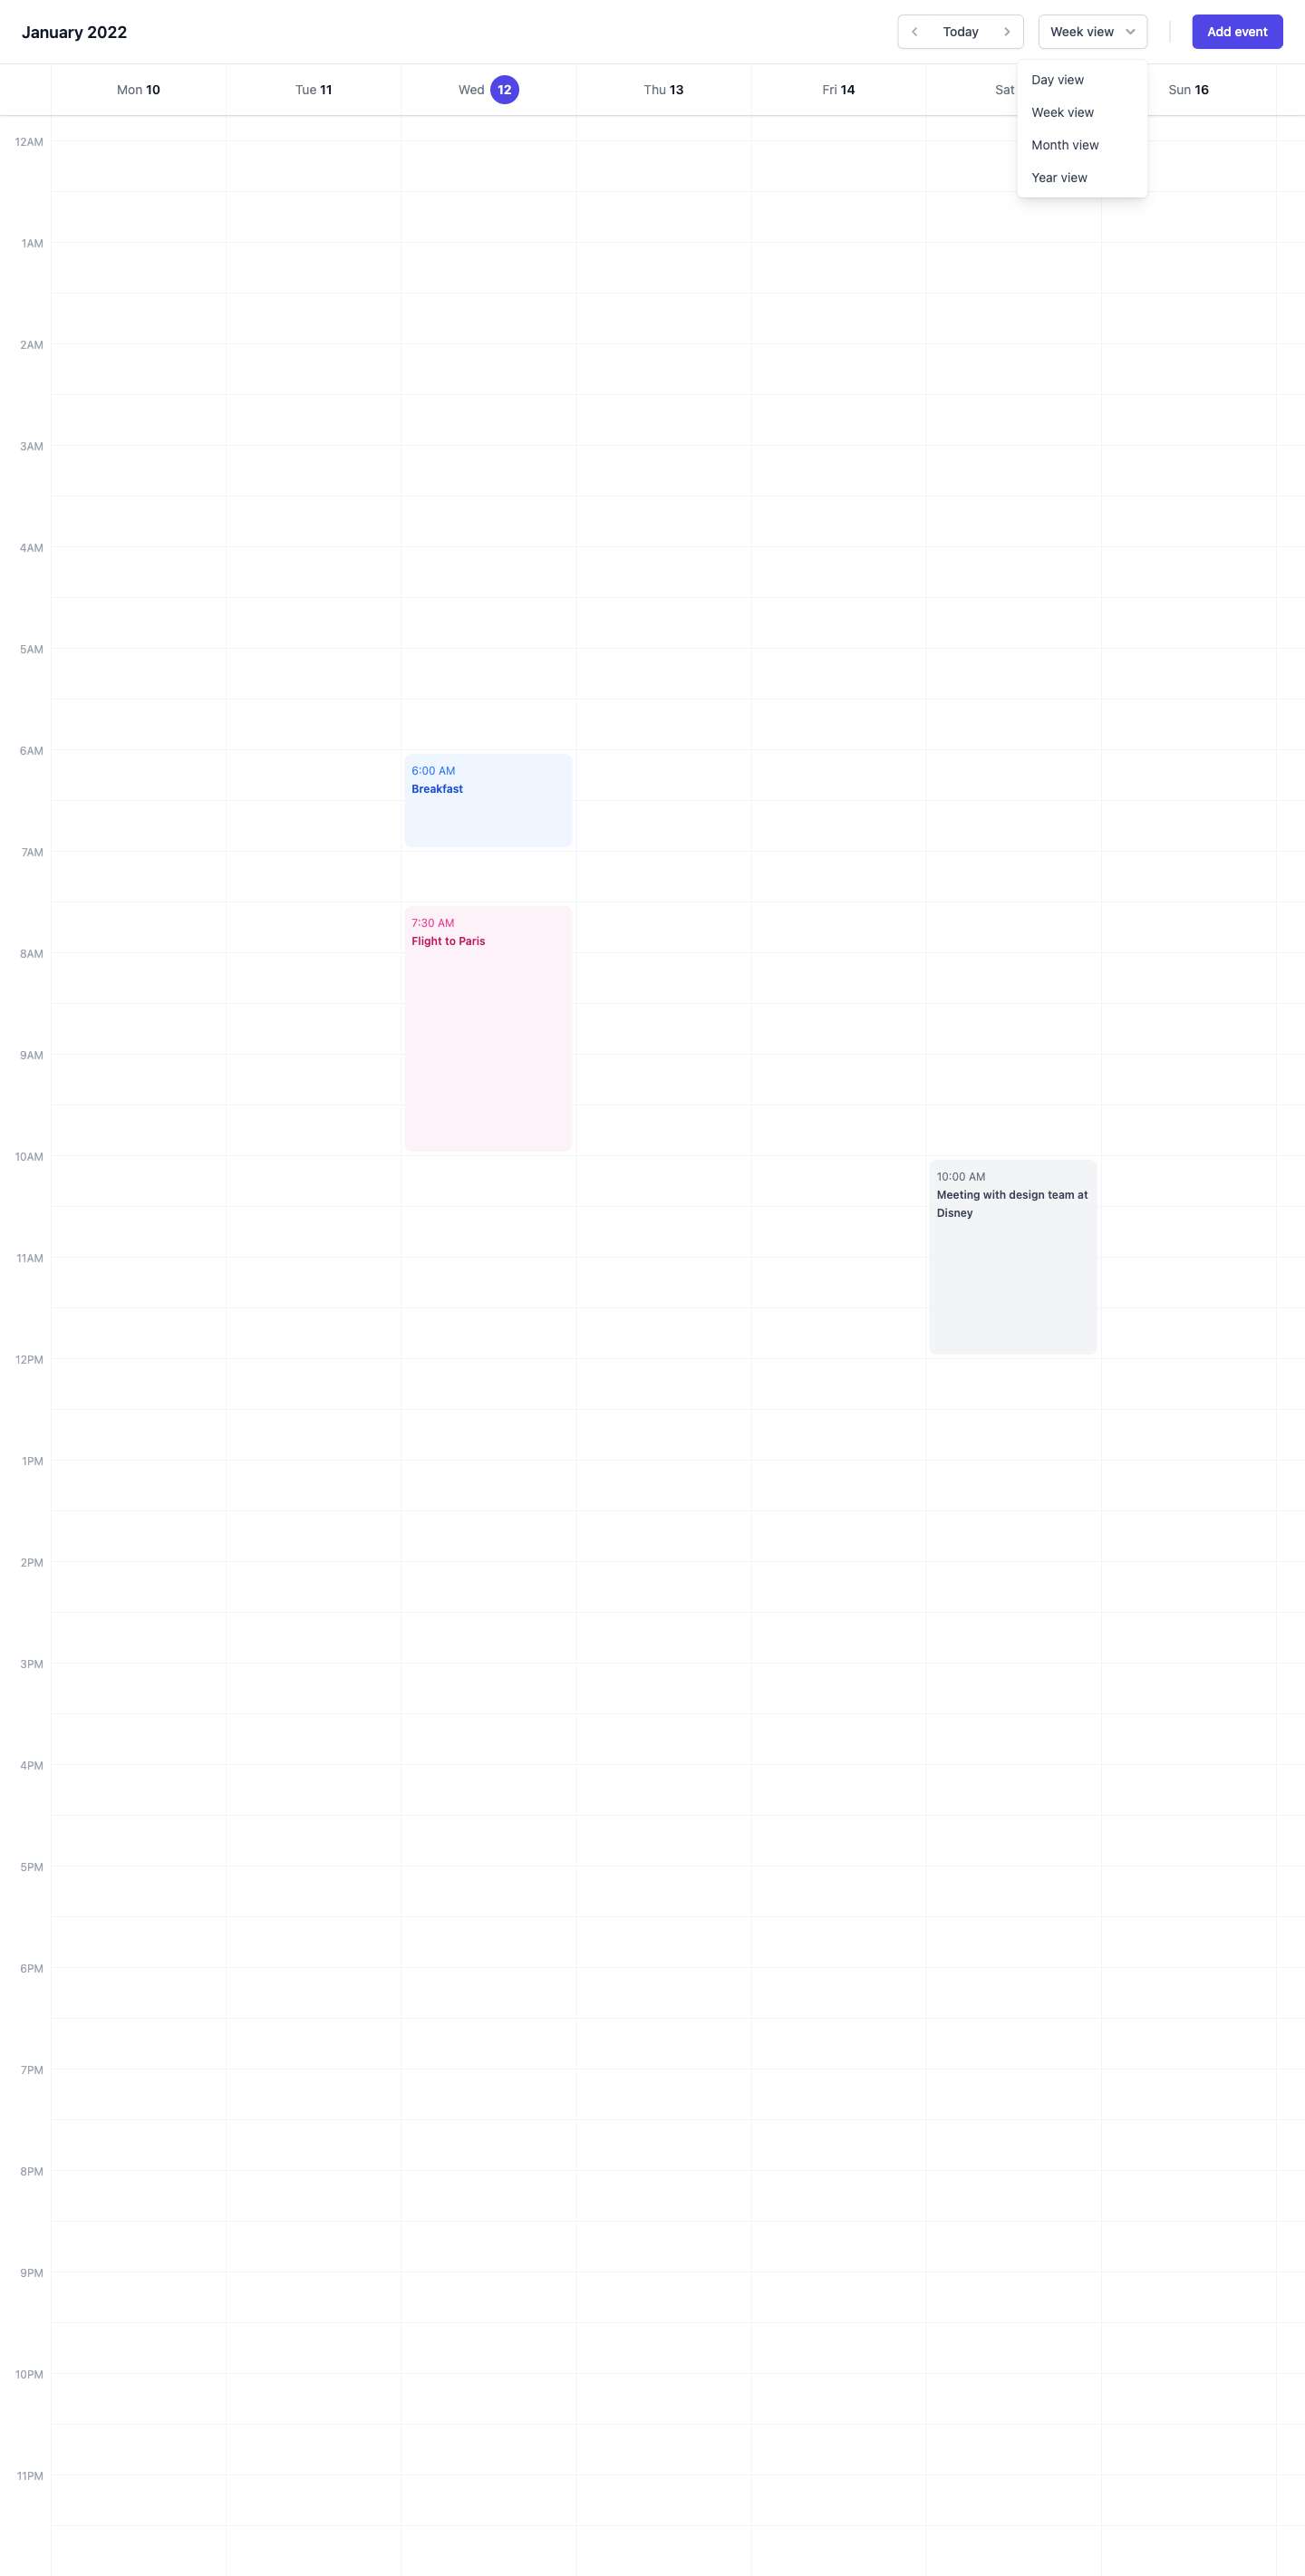 January 2022
Today
Week view
Add event
Day view
Week view
Month view
Year view
Mon 10
Tue 11
Wed 12
Thu 13
Fri 14
Sat
Sun 16
12AM
1AM
2AM
3AM
4AM
5AM
6AM
6:00 AM
Breakfast
7AM
7:30 AM
Flight to Paris
8AM
9AM
10AM
10:00 AM
Meeting with design team at
Disney
11AM
12PM
1PM
2PM
3PM
4PM
5PM
6PM
7PM
8PM
9PM
10PM
11PM